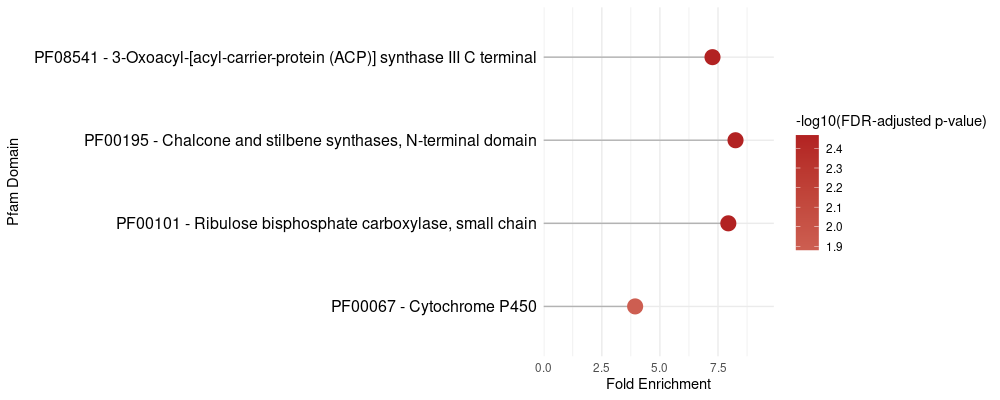 PF08541 - 3-Oxoacyl-[acyl-carrier-protein (ACP)] synthase III C terminal
PF00195 - Chalcone and stilbene synthases, N-terminal domain
PF00101 - Ribulose bisphosphate carboxylase, small chain
PF00067 - Cytochrome P450
Pfam Domain
0.0 2.5 5.0 7.5
Fold Enrichment
-log10(FDR-adjusted p-value)
2.4
2.3
2.2
2.1
2.0
1.9